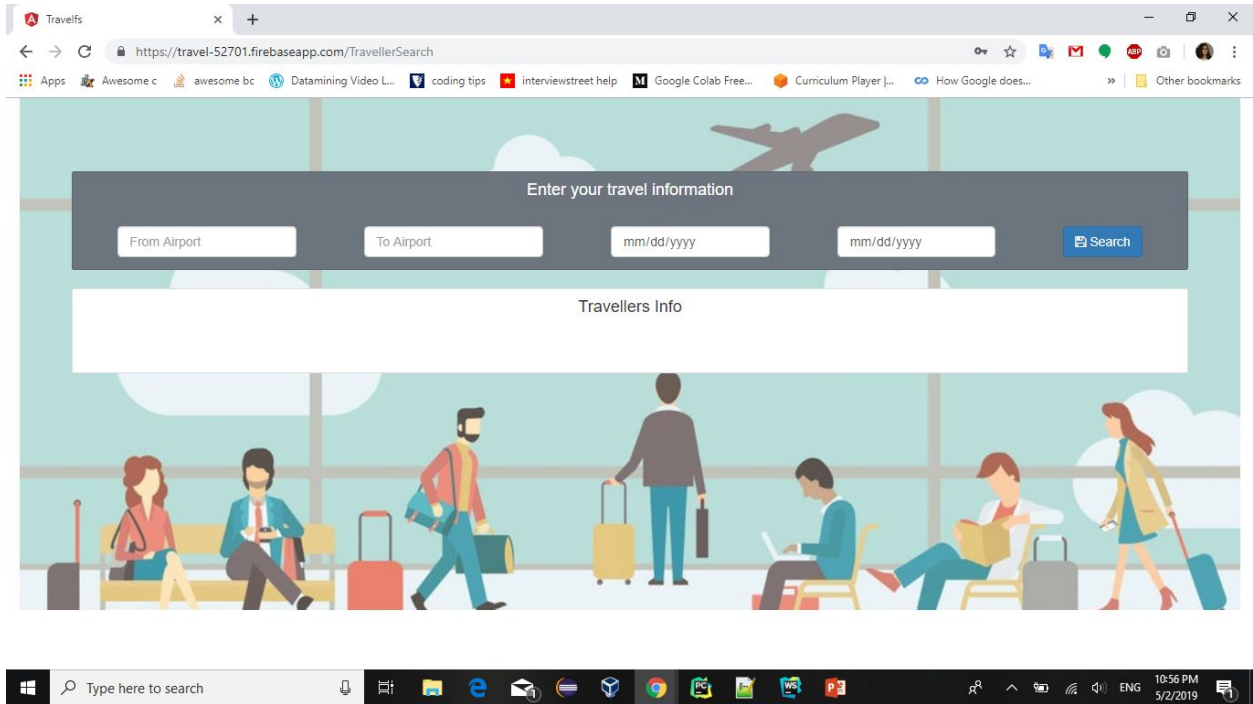 Travelfs
https://travel-52701.firebaseapp.com/TravellerSearch
Apps Awesome c awesome bc Datamining Video L... coding tips interviewstreet help M Google Colab Free... Curriculum Player |... How Google does... » Other bookmarks
Enter your travel information
From Airport To Airport mm/dd/yyyy mm/dd/yyyy Search
Travellers Info
Type here to search ENG 10:56 PM
5/2/2019